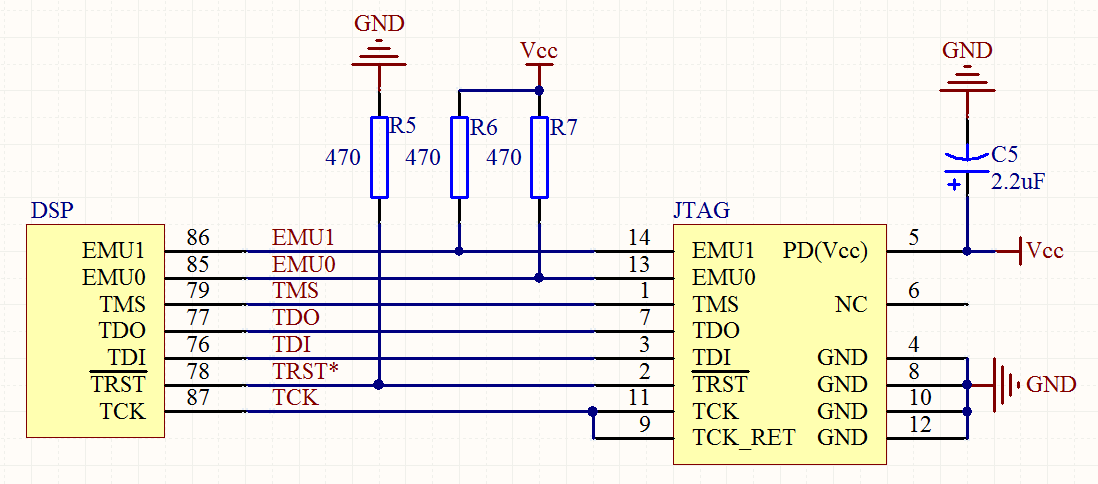 GND
Vcc
GND
R5
R6
R7
470
470
470
C5
+
2.2uF
DSP
JTAG
EMU1 86 EMU1 14 EMU1 PD(Vcc) 5 Vcc
EMU0 85 EMU0 13 EMU0
TMS 79 TMS 1 TMS NC 6
TDO 77 TDO 7 TDO
TDI 76 TDI 3 TDI GND 4
TRST 78 TRST* 2 TRST GND 8 GND
TCK 87 TCK 11 TCK GND 10
9 TCK_RET GND 12